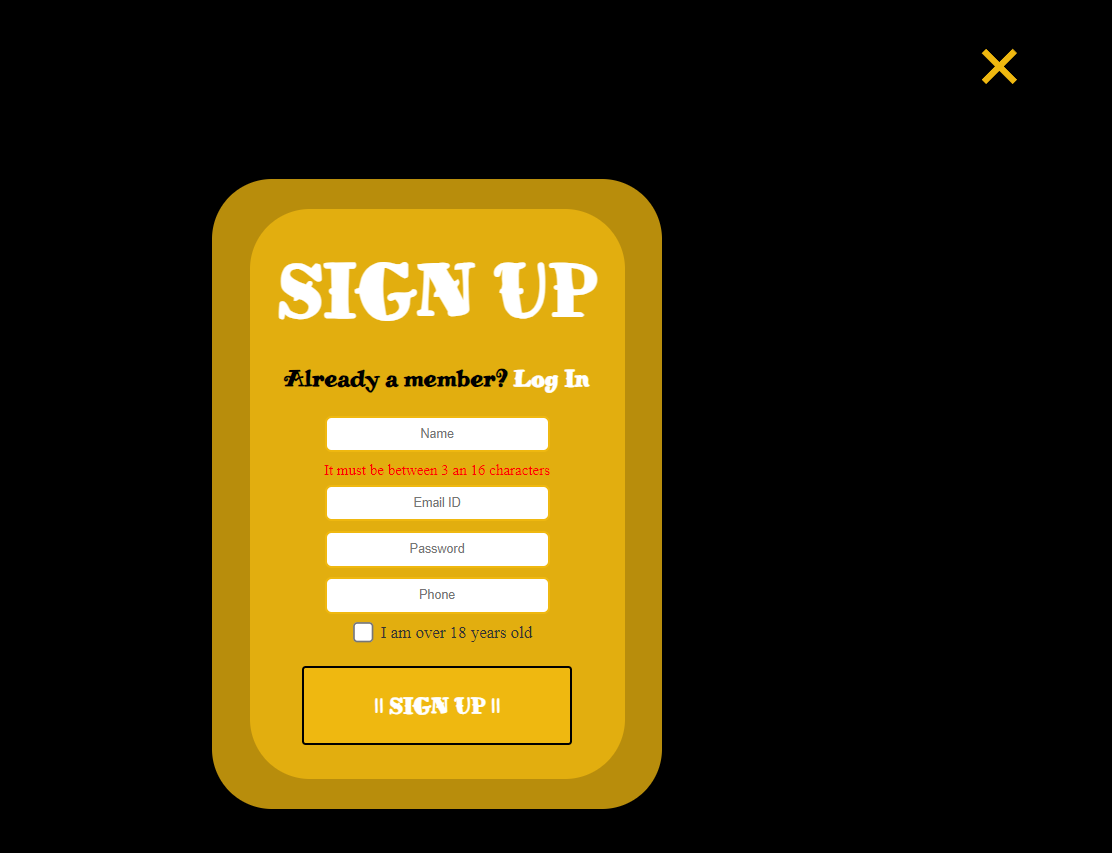 SIGN UP
Already a member? Log In
Name
It must be between 3 an 16 characters
Email ID
Password
Phone
I am over 18 years old
|| SIGN UP ||